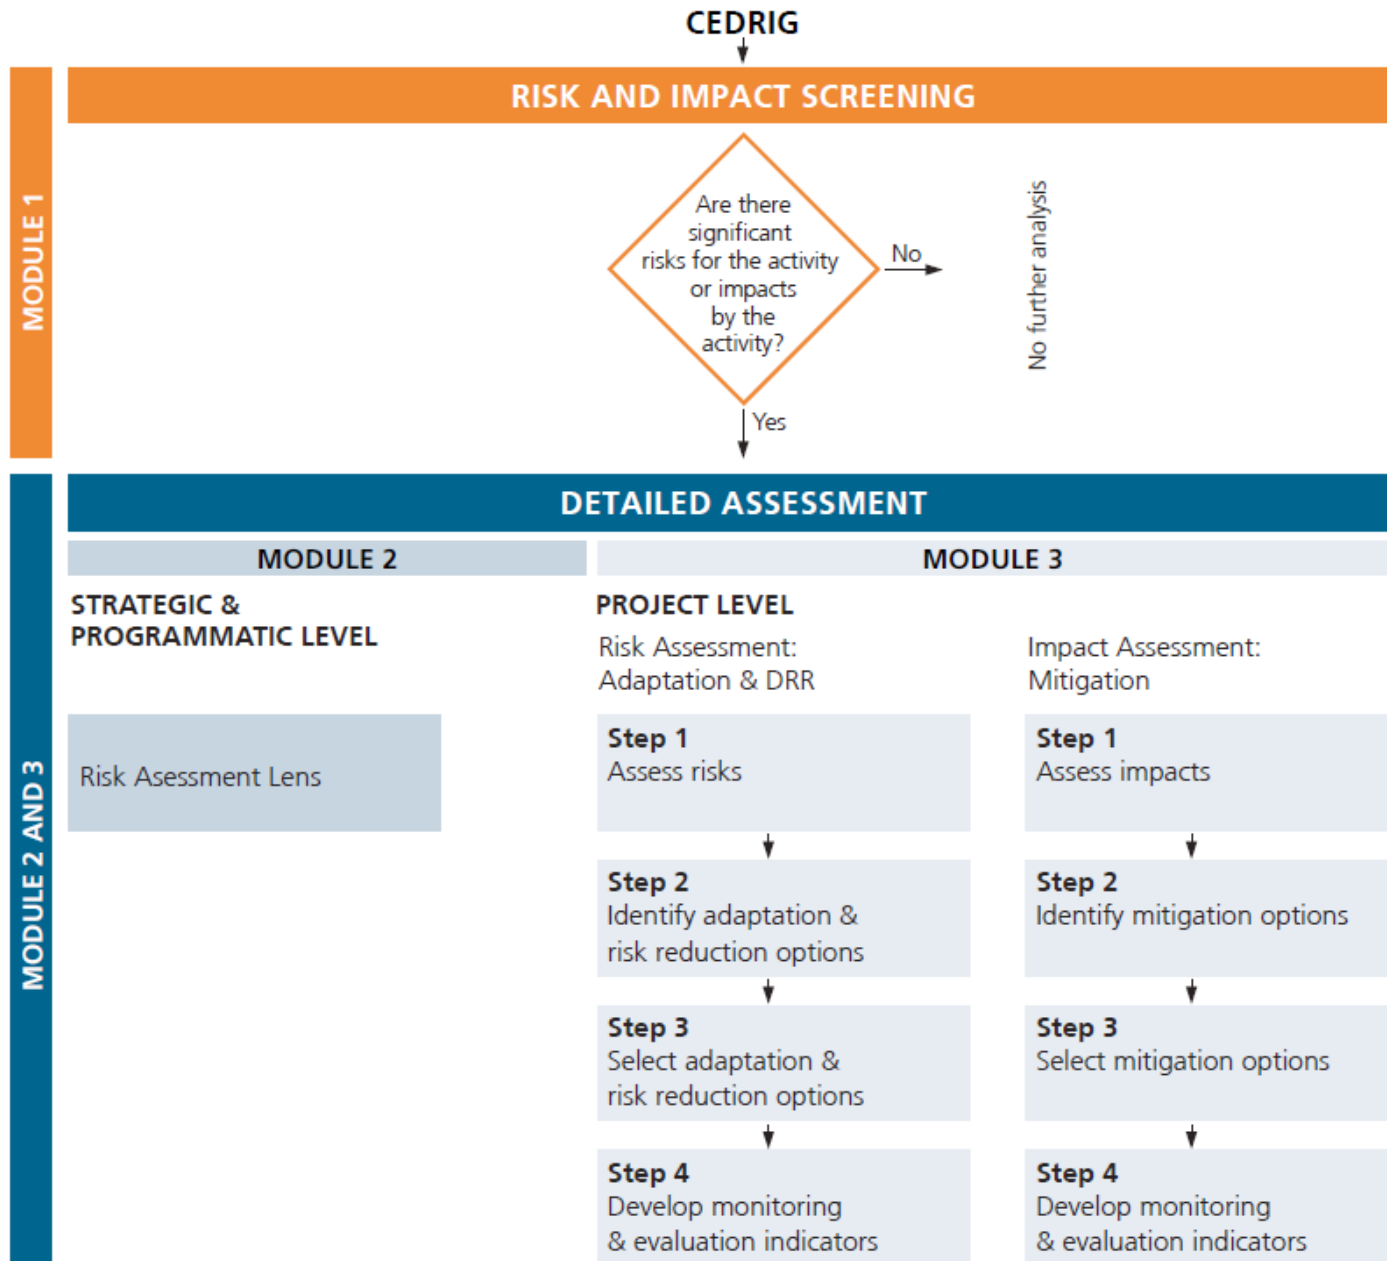 CEDRIG
MODULE 1
RISK AND IMPACT SCREENING
Are there
significant
risks for the activity
or impacts
by the
activity?
No
No further analysis
Yes
MODULE 2 AND 3
DETAILED ASSESSMENT
MODULE 2
STRATEGIC &
PROGRAMMATIC LEVEL
Risk Asessment Lens
MODULE 3
PROJECT LEVEL
Risk Assessment:
Adaptation & DRR
Step 1
Assess risks
Step 2
Identify adaptation &
risk reduction options
Step 3
Select adaptation &
risk reduction options
Step 4
Develop monitoring
& evaluation indicators
Impact Assessment:
Mitigation
Step 1
Assess impacts
Step 2
Identify mitigation options
Step 3
Select mitigation options
Step 4
Develop monitoring
& evaluation indicators